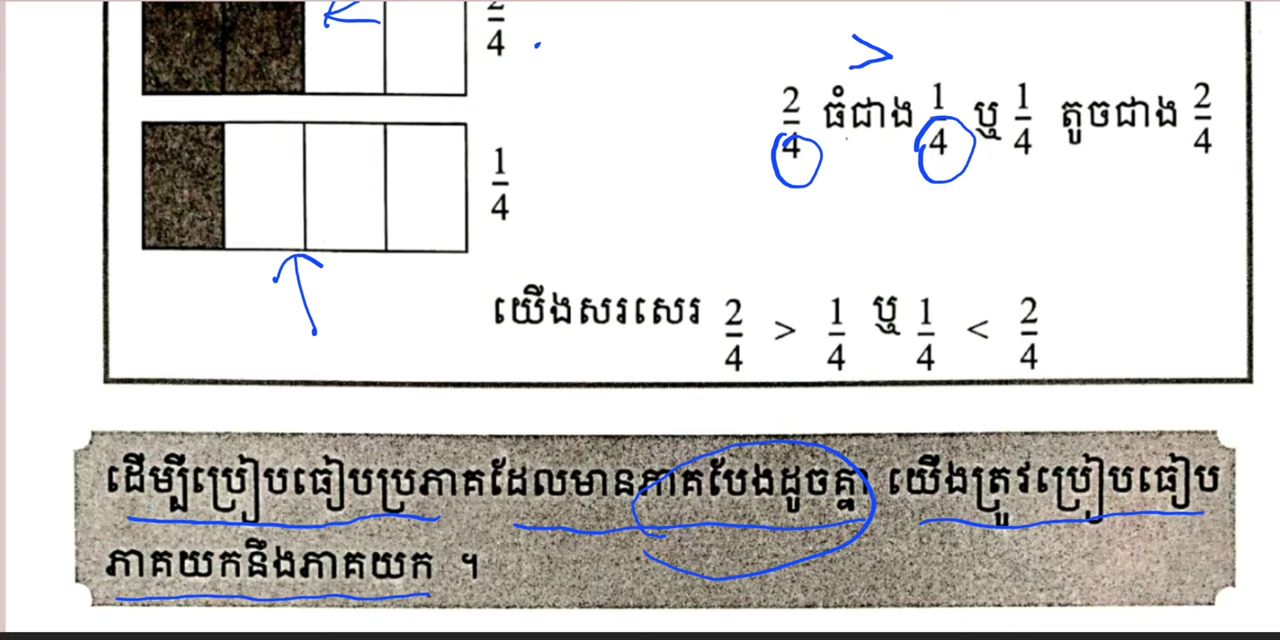 2/4
>
2/4 ធំជាង 1/4 ឬ 1/4 តូចជាង 2/4
1/4
យើងសរសេរ 2/4 > 1/4 ឬ 1/4 < 2/4
ដើម្បីប្រៀបធៀបប្រភាគដែលមានភាគបែងដូចគ្នា យើងត្រូវប្រៀបធៀប
ភាគយកនឹងភាគយក ។